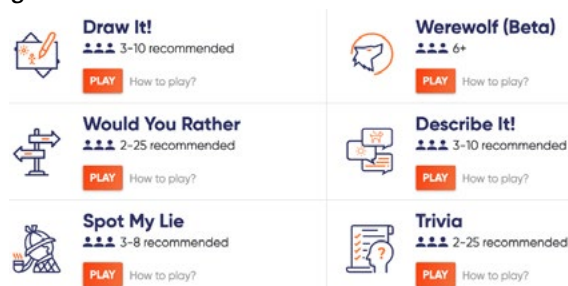 Draw It!
3-10 recommended
PLAY How to play?
Werewolf (Beta)
6+
PLAY How to play?
Would You Rather
2-25 recommended
PLAY How to play?
Describe It!
3-10 recommended
PLAY How to play?
Spot My Lie
3-8 recommended
PLAY How to play?
Trivia
2-25 recommended
PLAY How to play?